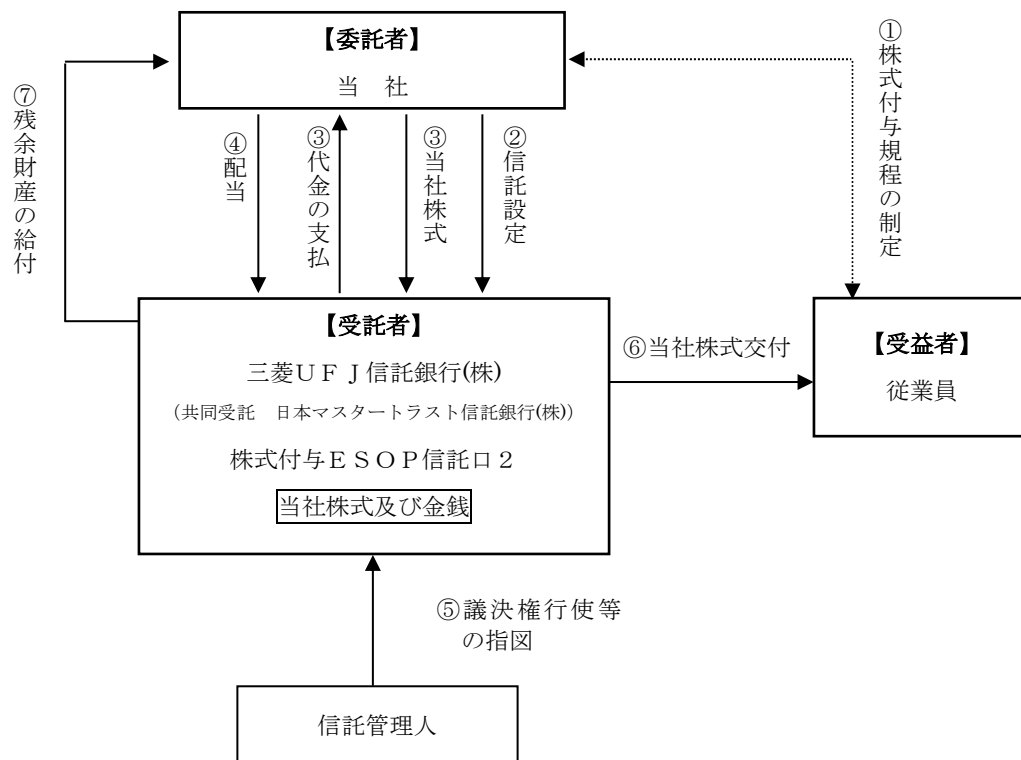 【委託者】
当　社
①株式付与規程の制定
⑦残余財産の給付
④配当
③代金の支払
③当社株式
②信託設定
【受託者】
三菱ＵＦＪ信託銀行(株)
（共同受託　日本マスタートラスト信託銀行(株)）
株式付与ＥＳＯＰ信託口２
当社株式及び金銭
⑥当社株式交付
【受益者】
従業員
⑤議決権行使等
の指図
信託管理人